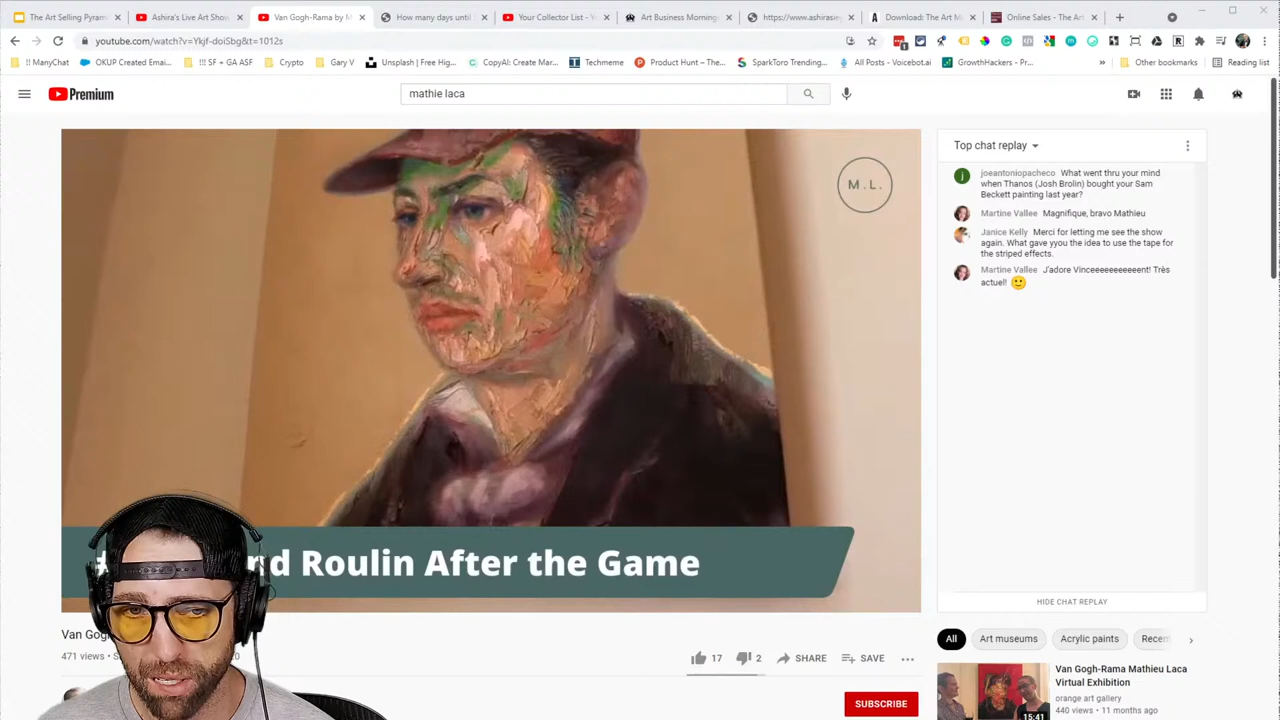 The Art Selling Pyram
Ashira's Live Art Show
Van Gogh-Rama by M
How many days until
Your Collector List - Yo
Art Business Morning
https://www.ashirasie
Download: The Art M
Online Sales - The Art
youtube.com/watch?v=Ykjf-doiSbg&t=1012s
!! ManyChat
OKUP Created Emai...
!!! SF + GA ASF
Crypto
Gary V
Unsplash | Free Hig...
CopyAI: Create Mar...
Techmeme
Product Hunt – The...
SparkToro Trending...
All Posts - Voicebot.ai
GrowthHackers - Pr...
Other bookmarks
Reading list
Premium
mathie laca
M.L.
Top chat replay
joeantoniopacheco What went thru your mind
when Thanos (Josh Brolin) bought your Sam
Beckett painting last year?
Martine Vallee Magnifique, bravo Mathieu
Janice Kelly Merci for letting me see the show
again. What gave yyou the idea to use the tape for
the striped effects.
Martine Vallee J'adore Vinceeeeeeeeeeent! Très
actuel!
Roulin After the Game
HIDE CHAT REPLAY
Van Gog
471 views
17
2
SHARE
SAVE
SUBSCRIBE
All
Art museums
Acrylic paints
Recen
Van Gogh-Rama Mathieu Laca
Virtual Exhibition
orange art gallery
440 views • 11 months ago
15:41